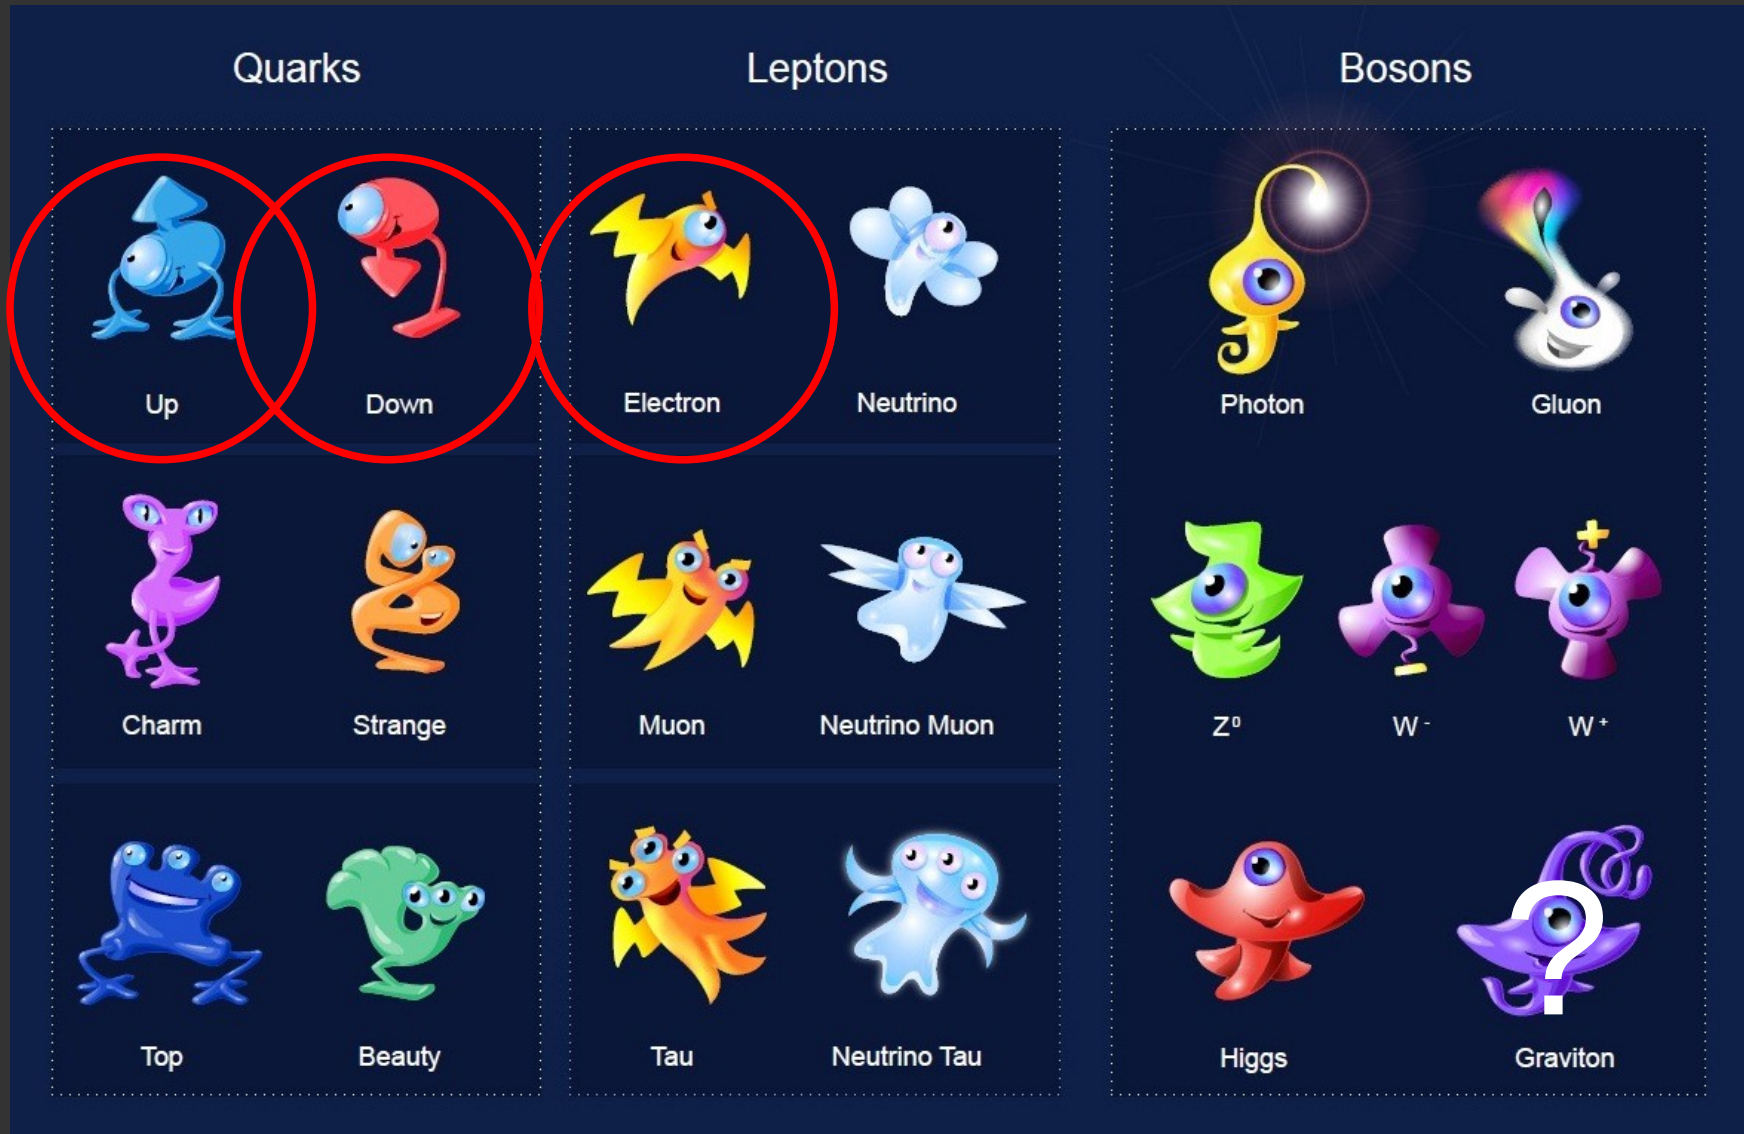 Quarks
Leptons
Bosons
Up
Down
Electron
Neutrino
Photon
Gluon
Charm
Strange
Muon
Neutrino Muon
Z⁰
W⁻
W⁺
Top
Beauty
Tau
Neutrino Tau
Higgs
?
Graviton